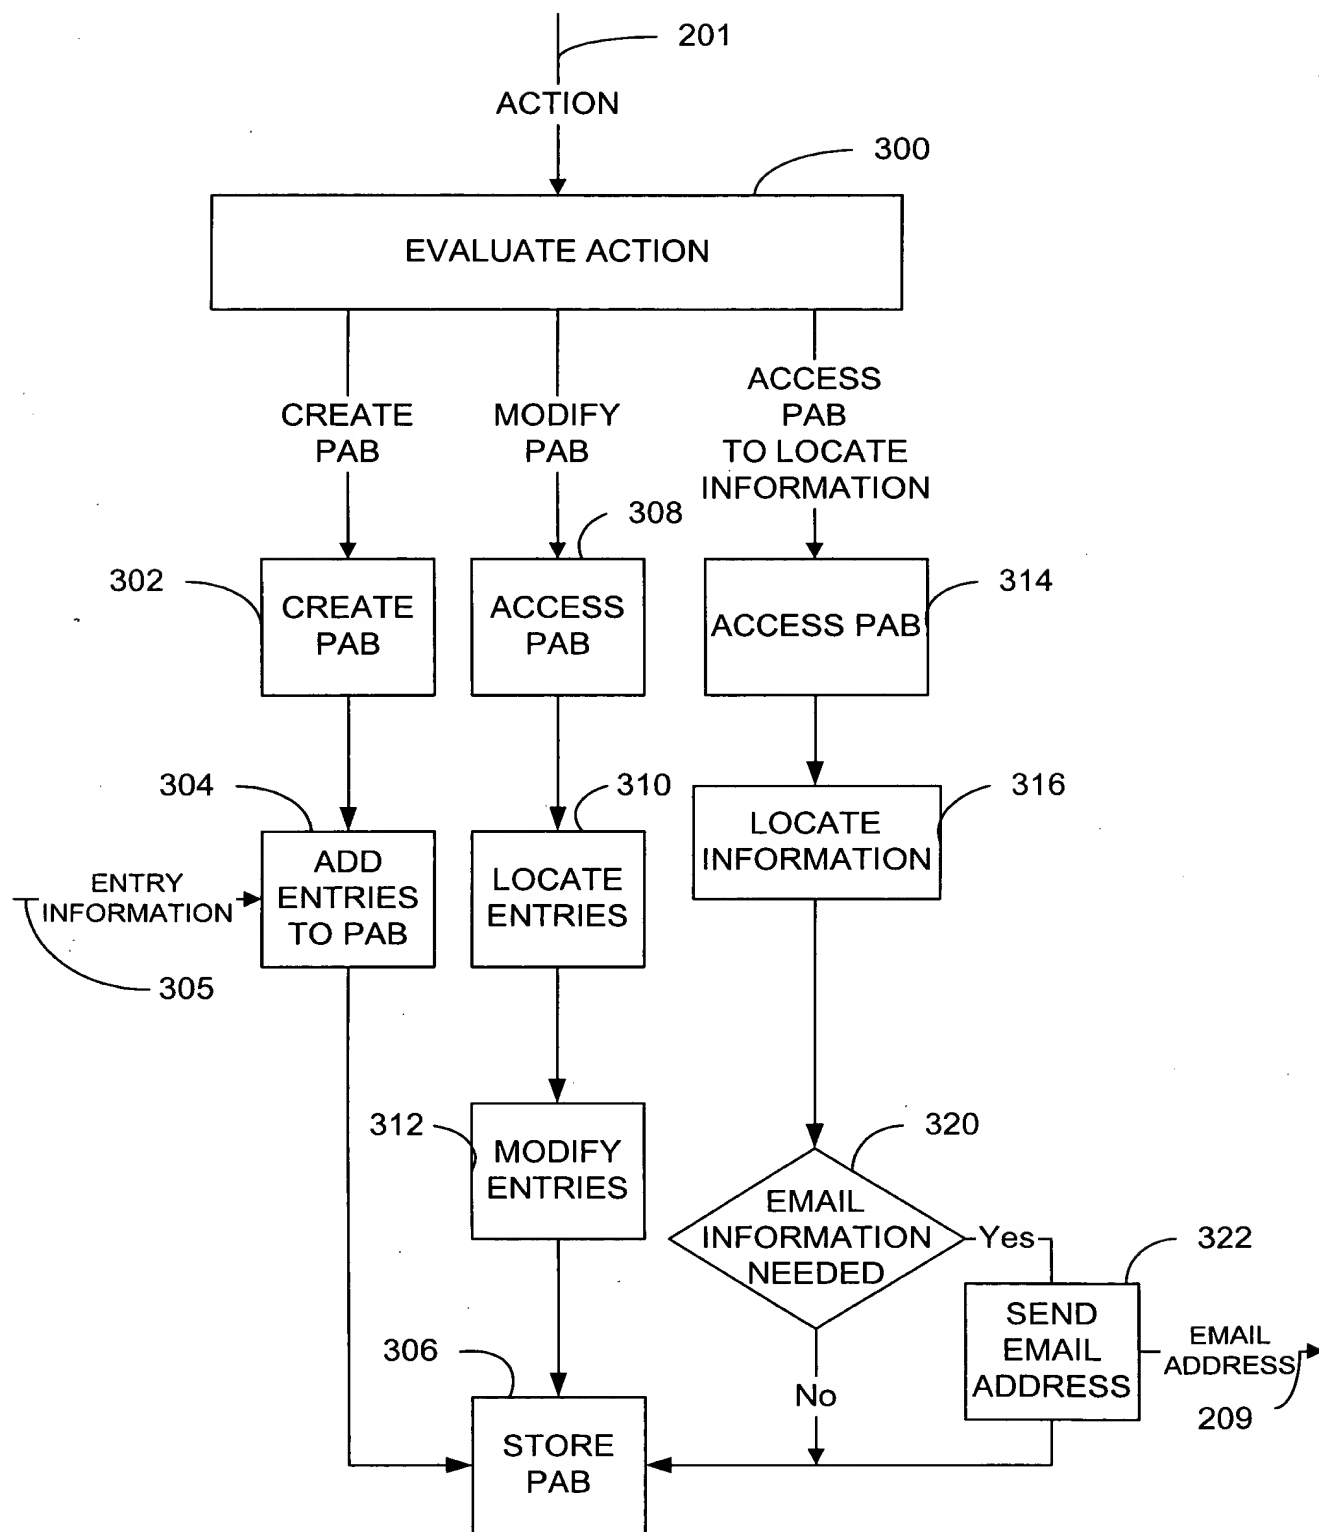 201
ACTION
300
EVALUATE ACTION
CREATE
PAB
MODIFY
PAB
ACCESS
PAB
TO LOCATE
INFORMATION
308
302
314
CREATE
PAB
ACCESS
PAB
ACCESS PAB
304
310
316
LOCATE
INFORMATION
ADD
ENTRIES
TO PAB
LOCATE
ENTRIES
ENTRY
INFORMATION
305
312
320
MODIFY
ENTRIES
EMAIL
INFORMATION
NEEDED
Yes
322
SEND
EMAIL
ADDRESS
EMAIL
ADDRESS
209
306
No
STORE
PAB